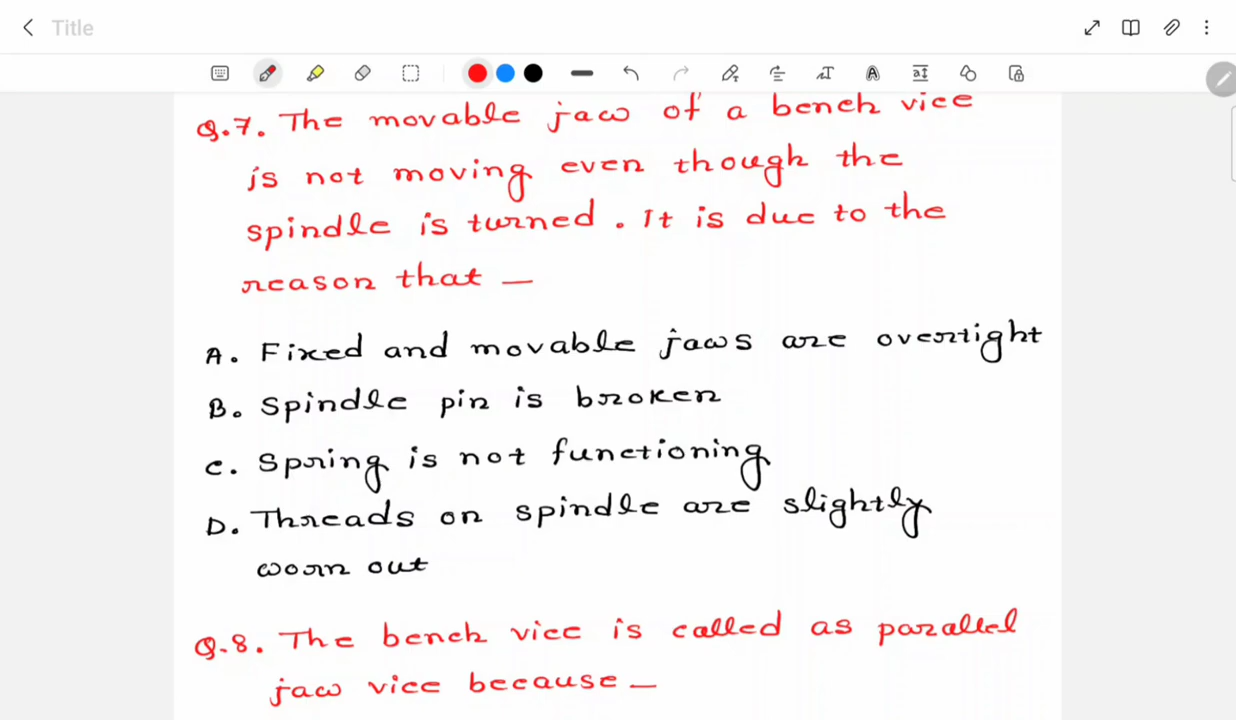 Title
Q.7. The movable jaw of a bench vice
is not moving even though the
spindle is turned. It is due to the
reason that —
A. Fixed and movable jaws are overtight
B. Spindle pin is broken
C. Spring is not functioning
D. Threads on spindle are slightly
worn out
Q.8. The bench vice is called as parallel
jaw vice because —